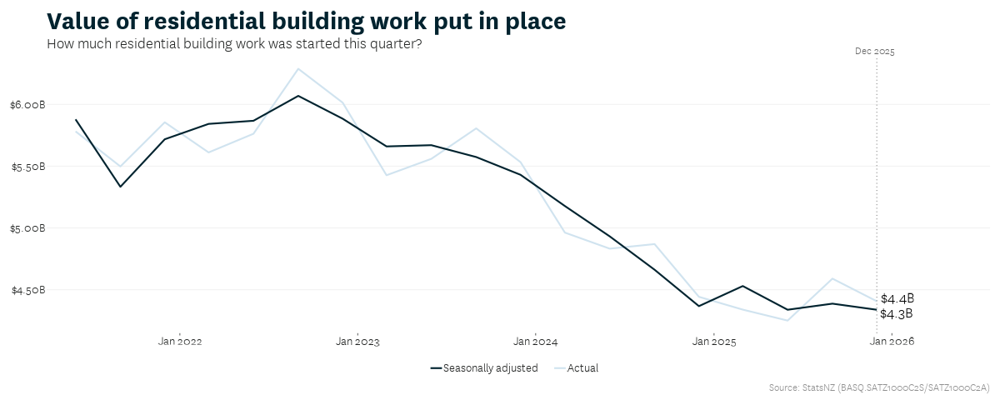 Value of residential building work put in place
How much residential building work was started this quarter?
Dec 2025
$6.00B
$5.50B
$5.00B
$4.50B
$4.4B
$4.3B
Jan 2022
Jan 2023
Jan 2024
Jan 2025
Jan 2026
Seasonally adjusted
Actual
Source: StatsNZ (BASQ.SATZ1000C2S/SATZ1000C2A)